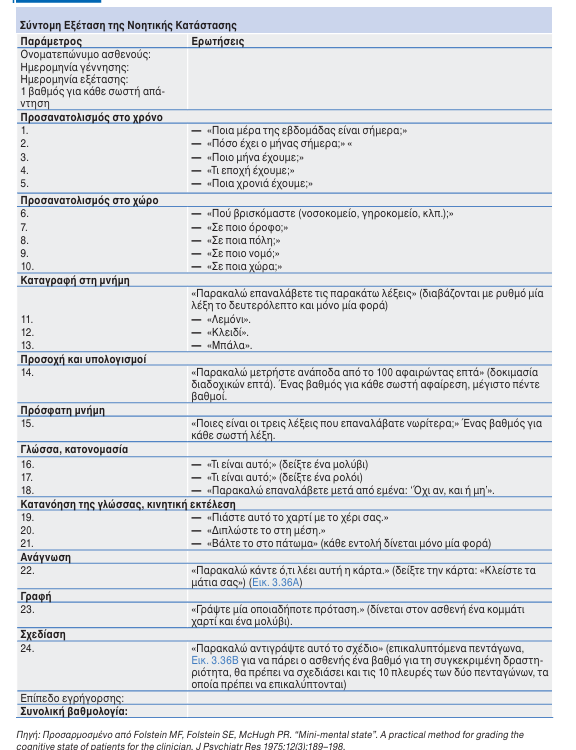 Σύντομη Εξέταση της Νοητικής Κατάστασης
Παράμετρος Ερωτήσεις
Ονοματεπώνυμο ασθενούς:
Ημερομηνία γέννησης:
Ημερομηνία εξέτασης:
1 βαθμός για κάθε σωστή απά-
ντηση
Προσανατολισμός στο χρόνο
1. — «Ποια μέρα της εβδομάδας είναι σήμερα;»
2. — «Πόσο έχει ο μήνας σήμερα;» «
3. — «Ποιο μήνα έχουμε;»
4. — «Τι εποχή έχουμε;»
5. — «Ποια χρονιά έχουμε;»
Προσανατολισμός στο χώρο
6. — «Πού βρισκόμαστε (νοσοκομείο, γηροκομείο, κλπ.);»
7. — «Σε ποιο όροφο;»
8. — «Σε ποια πόλη;»
9. — «Σε ποιο νομό;»
10. — «Σε ποια χώρα;»
Καταγραφή στη μνήμη
«Παρακαλώ επαναλάβετε τις παρακάτω λέξεις» (διαβάζονται με ρυθμό μία
λέξη το δευτερόλεπτο και μόνο μία φορά)
11. — «Λεμόνι».
12. — «Κλειδί».
13. — «Μπάλα».
Προσοχή και υπολογισμοί
14. «Παρακαλώ μετρήστε ανάποδα από το 100 αφαιρώντας επτά» (δοκιμασία
διαδοχικών επτά). Ένας βαθμός για κάθε σωστή αφαίρεση, μέγιστο πέντε
βαθμοί.
Πρόσφατη μνήμη
15. «Ποιες είναι οι τρεις λέξεις που επαναλάβατε νωρίτερα;» Ένας βαθμός για
κάθε σωστή λέξη.
Γλώσσα, κατονομασία
16. — «Τι είναι αυτό;» (δείξτε ένα μολύβι)
17. — «Τι είναι αυτό;» (δείξτε ένα ρολόι)
18. — «Παρακαλώ επαναλάβετε μετά από εμένα: ‘Όχι αν, και ή μη’».
Κατανόηση της γλώσσας, κινητική εκτέλεση
19. — «Πιάστε αυτό το χαρτί με το χέρι σας.»
20. — «Διπλώστε το στη μέση.»
21. — «Βάλτε το στο πάτωμα» (κάθε εντολή δίνεται μόνο μία φορά)
Ανάγνωση
22. «Παρακαλώ κάντε ό,τι λέει αυτή η κάρτα.» (δείξτε την κάρτα: «Κλείστε τα
μάτια σας») (Εικ. 3.36Α)
Γραφή
23. «Γράψτε μία οποιαδήποτε πρόταση.» (δίνεται στον ασθενή ένα κομμάτι
χαρτί και ένα μολύβι).
Σχεδίαση
24. «Παρακαλώ αντιγράψτε αυτό το σχέδιο» (επικαλυπτόμενα πεντάγωνα,
Εικ. 3.36Β για να πάρει ο ασθενής ένα βαθμό για τη συγκεκριμένη δραστη-
ριότητα, θα πρέπει να σχεδιάσει και τις 10 πλευρές των δύο πενταγώνων, τα
οποία πρέπει να επικαλύπτονται)
Επίπεδο εγρήγορσης:
Συνολική βαθμολογία:
Πηγή: Προσαρμοσμένο από Folstein MF, Folstein SE, McHugh PR. “Mini-mental state”. A practical method for grading the
cognitive state of patients for the clinician. J Psychiatr Res 1975;12(3):189–198.